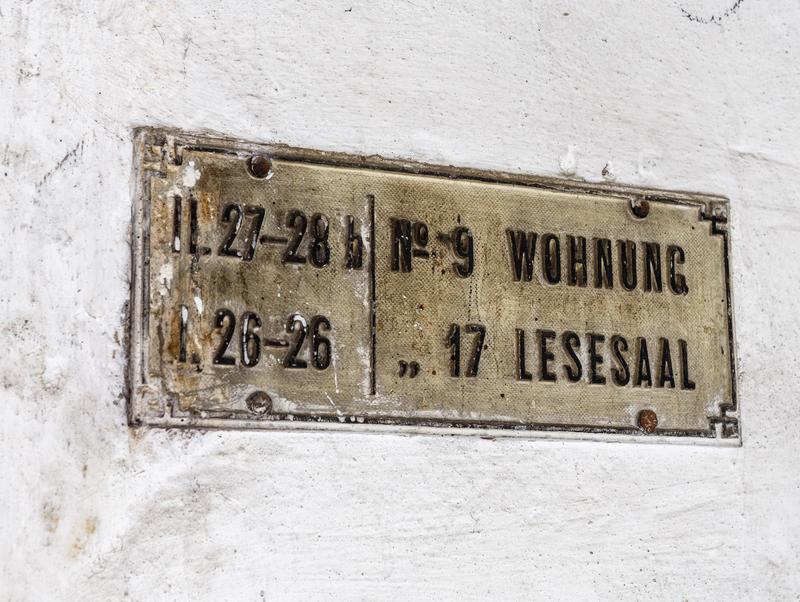 II. 27-28 h Nº 9 WOHNUNG
I. 26-26 „ 17 LESESAAL